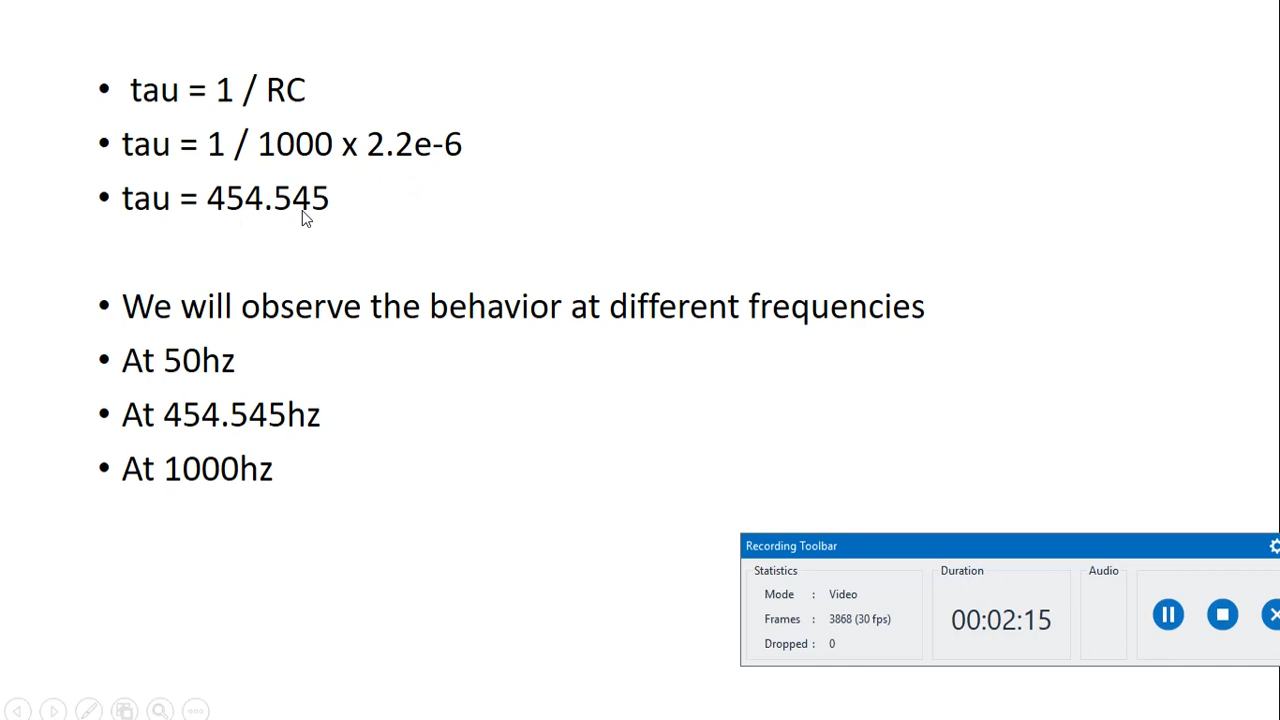 • tau = 1 / RC
• tau = 1 / 1000 x 2.2e-6
• tau = 454.545
• We will observe the behavior at different frequencies
• At 50hz
• At 454.545hz
• At 1000hz
Recording Toolbar
Statistics
Mode : Video
Frames : 3868 (30 fps)
Dropped : 0
Duration
00:02:15
Audio